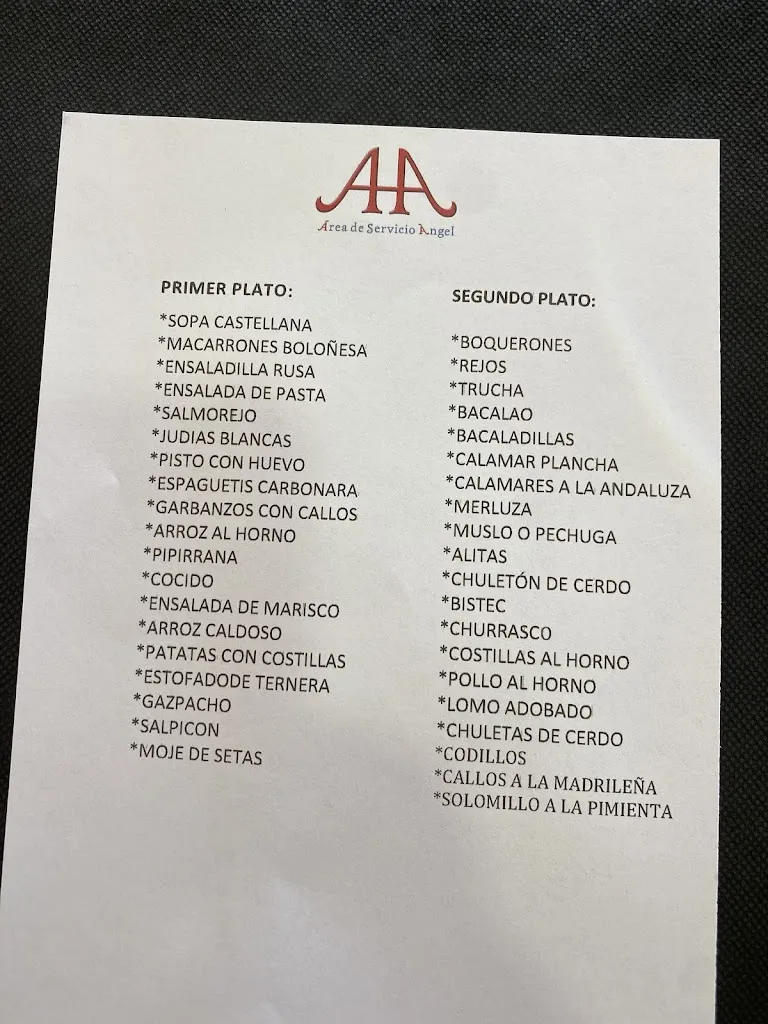 AA
Área de Servicio Angel
PRIMER PLATO:
*SOPA CASTELLANA
*MACARRONES BOLOÑESA
*ENSALADILLA RUSA
*ENSALADA DE PASTA
*SALMOREJO
*JUDIAS BLANCAS
*PISTO CON HUEVO
*ESPAGUETIS CARBONARA
*GARBANZOS CON CALLOS
*ARROZ AL HORNO
*PIPIRRANA
*COCIDO
*ENSALADA DE MARISCO
*ARROZ CALDOSO
*PATATAS CON COSTILLAS
*ESTOFADODE TERNERA
*GAZPACHO
*SALPICON
*MOJE DE SETAS
SEGUNDO PLATO:
*BOQUERONES
*REJOS
*TRUCHA
*BACALAO
*BACALADILLAS
*CALAMAR PLANCHA
*CALAMARES A LA ANDALUZA
*MERLUZA
*MUSLO O PECHUGA
*ALITAS
*CHULETÓN DE CERDO
*BISTEC
*CHURRASCO
*COSTILLAS AL HORNO
*POLLO AL HORNO
*LOMO ADOBADO
*CHULETAS DE CERDO
*CODILLOS
*CALLOS A LA MADRILEÑA
*SOLOMILLO A LA PIMIENTA